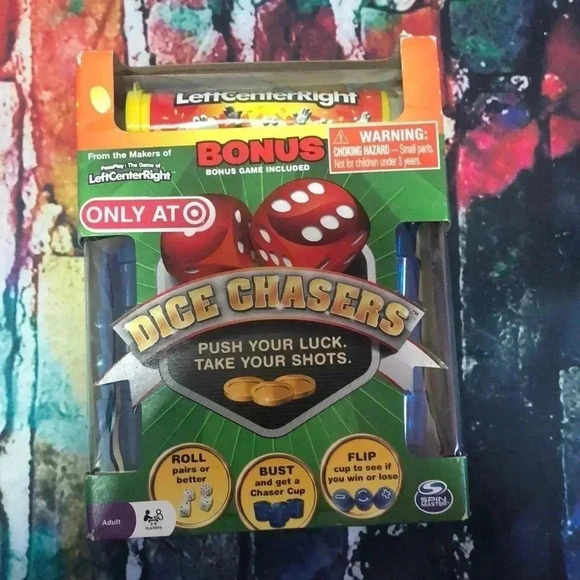 LeftCenterRight
From the Makers of
LeftCenterRight
BONUS
BONUS GAME INCLUDED
WARNING:
CHOKING HAZARD — Small parts.
Not for children under 3 years.
ONLY AT
DICE CHASERS
PUSH YOUR LUCK.
TAKE YOUR SHOTS.
ROLL
pairs or
better
BUST
and get a
Chaser Cup
FLIP
cup to see if
you win or lose
Adult
PLAYERS
SPIN
MASTER